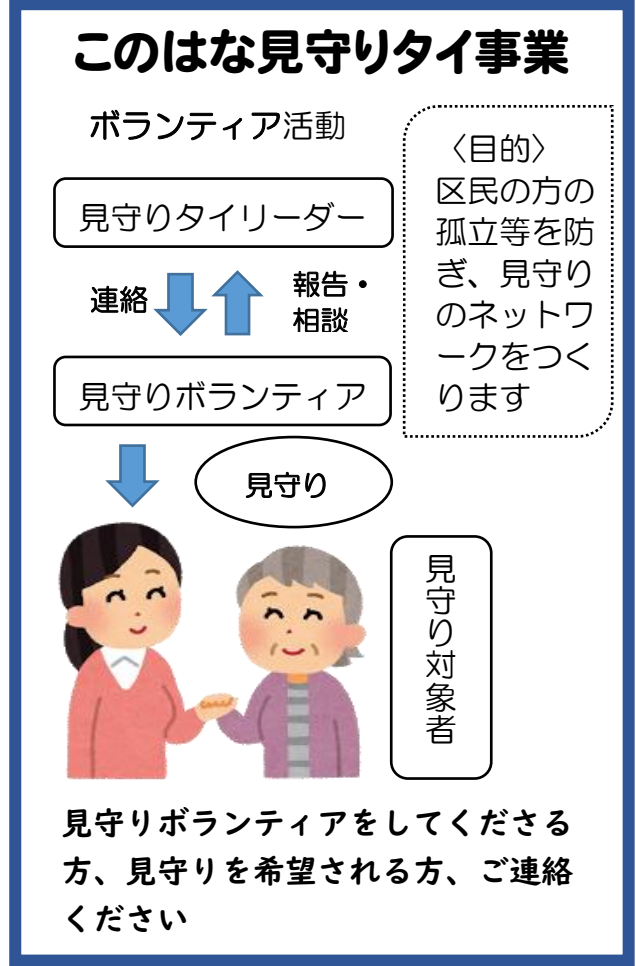 このはな見守りタイ事業
ボランティア活動
〈目的〉
区民の方の
孤立等を防
ぎ、見守り
のネットワ
ークをつく
ります
見守りタイリーダー
連絡
報告・
相談
見守りボランティア
見守り
見守り対象者
見守りボランティアをしてくださる
方、見守りを希望される方、ご連絡
ください